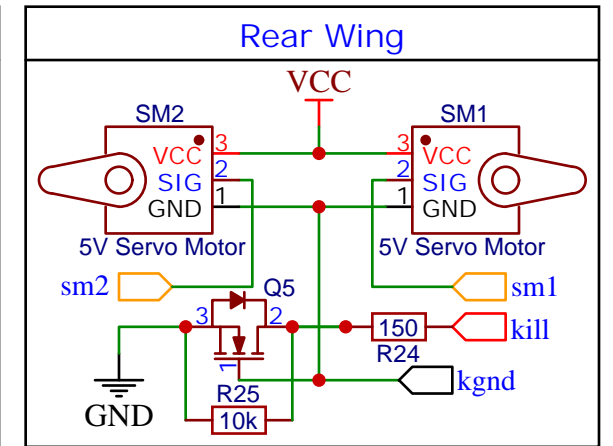 Rear Wing
VCC
SM2
SM1
3
VCC
2
SIG
1
GND
3
VCC
2
SIG
1
GND
5V Servo Motor
5V Servo Motor
sm2
sm1
Q5
3
2
1
150
R24
kill
kgnd
R25
10k
GND